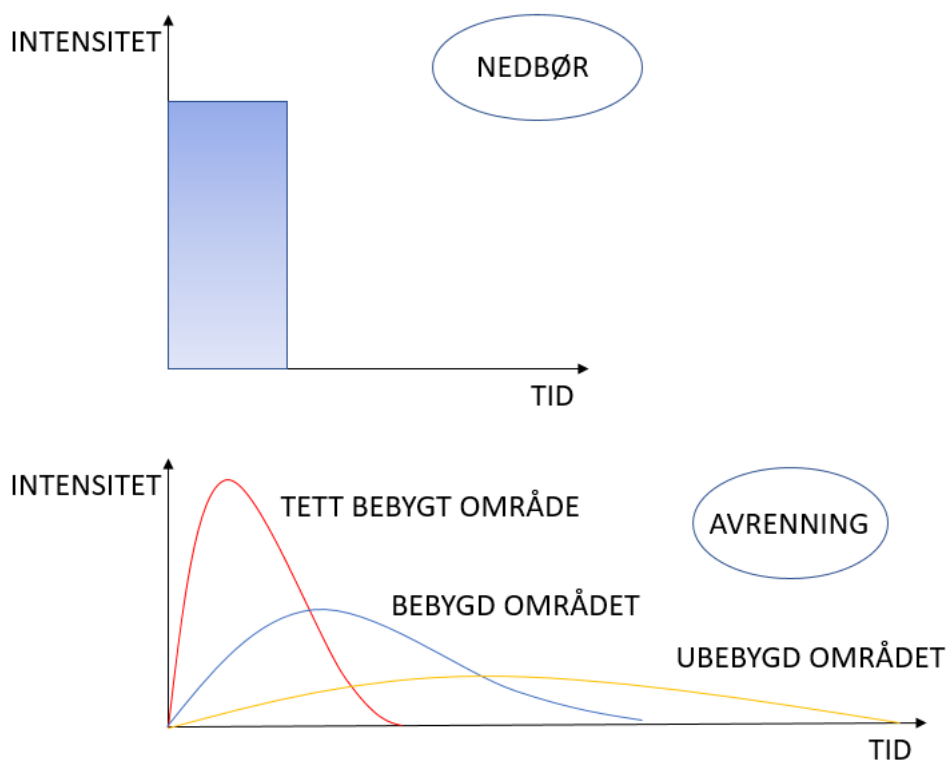 INTENSITET
NEDBØR
TID
INTENSITET
TETT BEBYGT OMRÅDE
AVRENNING
BEBYGD OMRÅDET
UBEBYGD OMRÅDET
TID